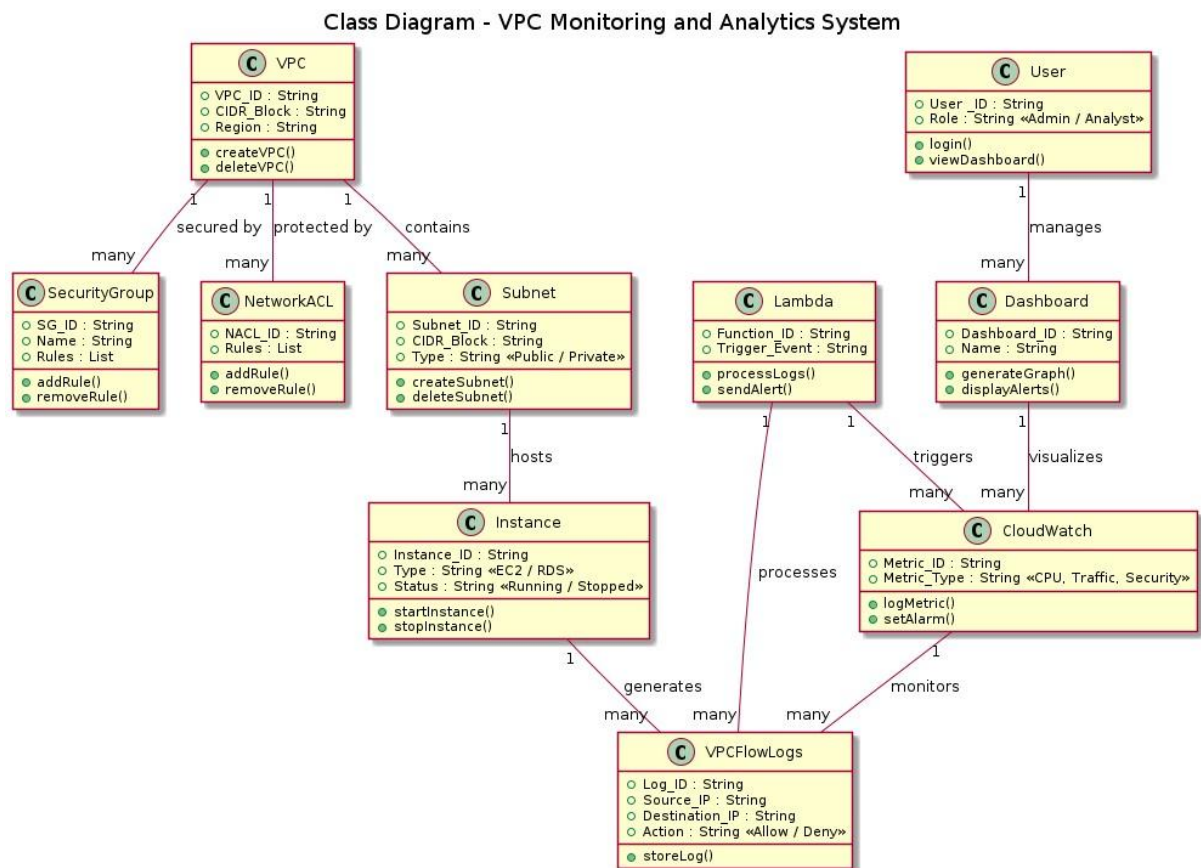 Class Diagram - VPC Monitoring and Analytics System
C VPC
VPC_ID : String
CIDR_Block : String
Region : String
createVPC()
deleteVPC()
C User
User _ID : String
Role : String «Admin / Analyst»
login()
viewDashboard()
1
secured by
many
1
protected by
many
1
contains
many
1
manages
many
C SecurityGroup
SG_ID : String
Name : String
Rules : List
addRule()
removeRule()
C NetworkACL
NACL_ID : String
Rules : List
addRule()
removeRule()
C Subnet
Subnet_ID : String
CIDR_Block : String
Type : String «Public / Private»
createSubnet()
deleteSubnet()
C Lambda
Function_ID : String
Trigger_Event : String
processLogs()
sendAlert()
C Dashboard
Dashboard_ID : String
Name : String
generateGraph()
displayAlerts()
1
hosts
many
1
processes
many
1
triggers
many
1
visualizes
many
C Instance
Instance_ID : String
Type : String «EC2 / RDS»
Status : String «Running / Stopped»
startInstance()
stopInstance()
C CloudWatch
Metric_ID : String
Metric_Type : String «CPU, Traffic, Security»
logMetric()
setAlarm()
1
generates
many
1
monitors
many
C VPCFlowLogs
Log_ID : String
Source_IP : String
Destination_IP : String
Action : String «Allow / Deny»
storeLog()